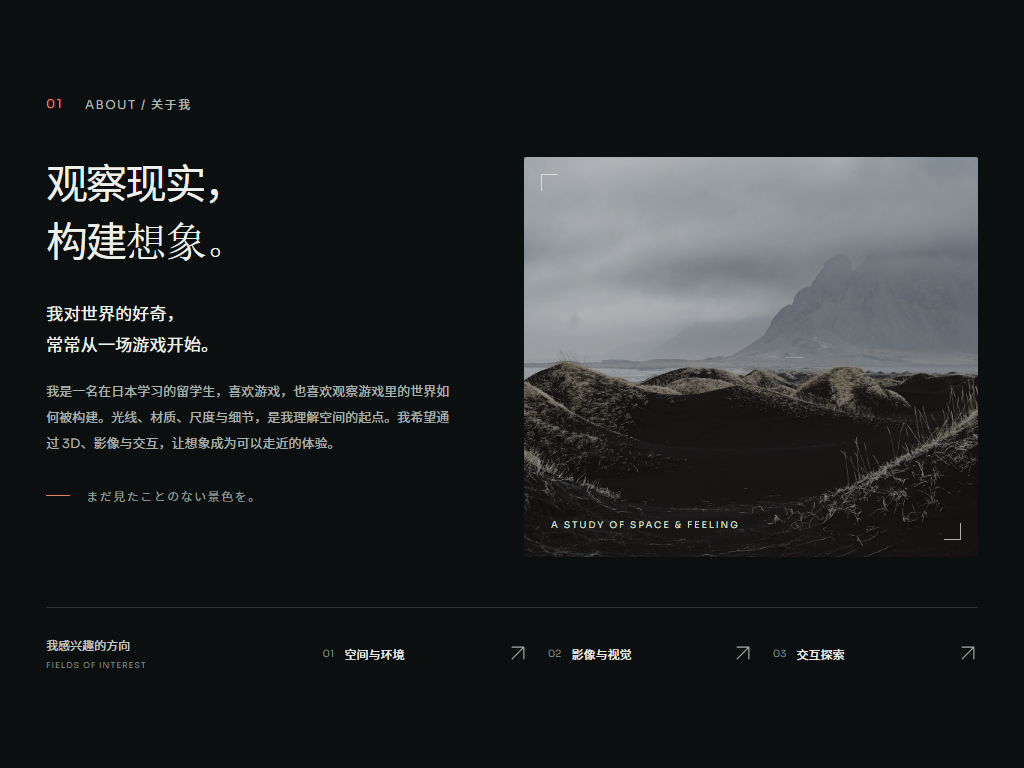 01 ABOUT / 关于我
观察现实，
构建想象。
我对世界的好奇，
常常从一场游戏开始。
我是一名在日本学习的留学生，喜欢游戏，也喜欢观察游戏里的世界如
何被构建。光线、材质、尺度与细节，是我理解空间的起点。我希望通
过 3D、影像与交互，让想象成为可以走近的体验。
まだ見たことのない景色を。
A STUDY OF SPACE & FEELING
我感兴趣的方向
FIELDS OF INTEREST
01 空间与环境
02 影像与视觉
03 交互探索